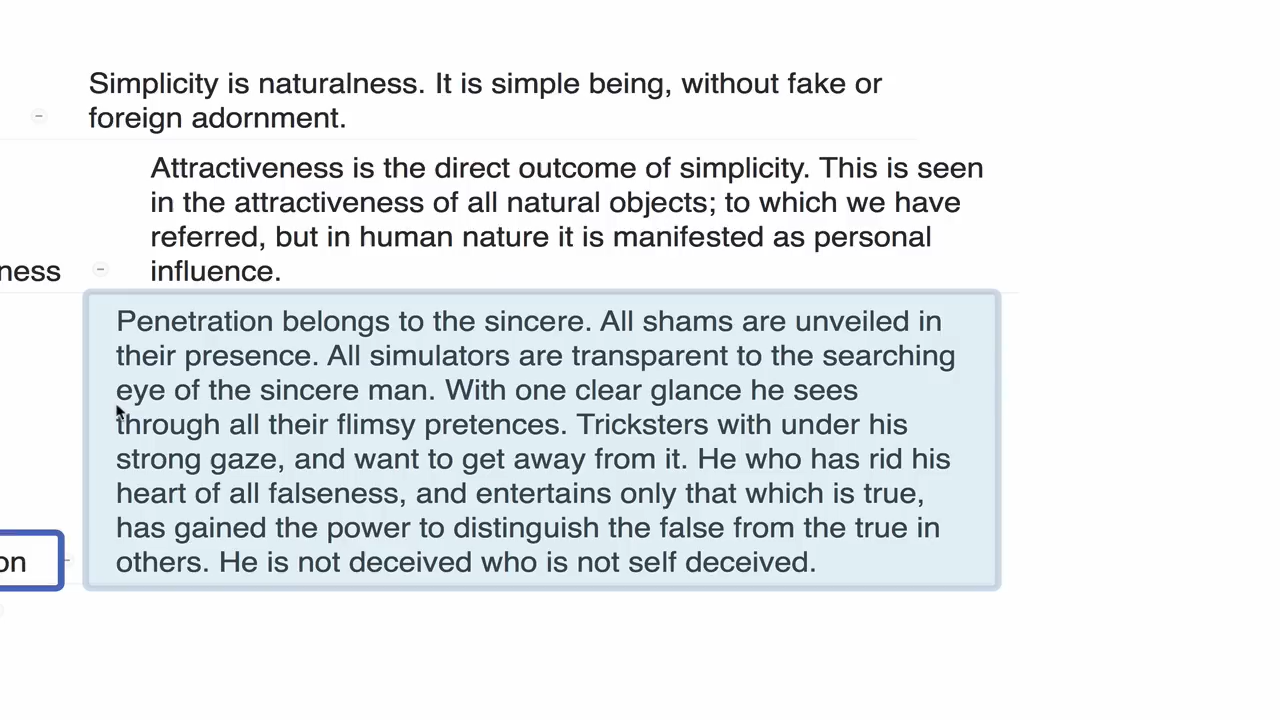 Simplicity is naturalness. It is simple being, without fake or
foreign adornment.
Attractiveness is the direct outcome of simplicity. This is seen
in the attractiveness of all natural objects; to which we have
referred, but in human nature it is manifested as personal
ness
influence.
Penetration belongs to the sincere. All shams are unveiled in
their presence. All simulators are transparent to the searching
eye of the sincere man. With one clear glance he sees
through all their flimsy pretences. Tricksters with under his
strong gaze, and want to get away from it. He who has rid his
heart of all falseness, and entertains only that which is true,
has gained the power to distinguish the false from the true in
on
others. He is not deceived who is not self deceived.